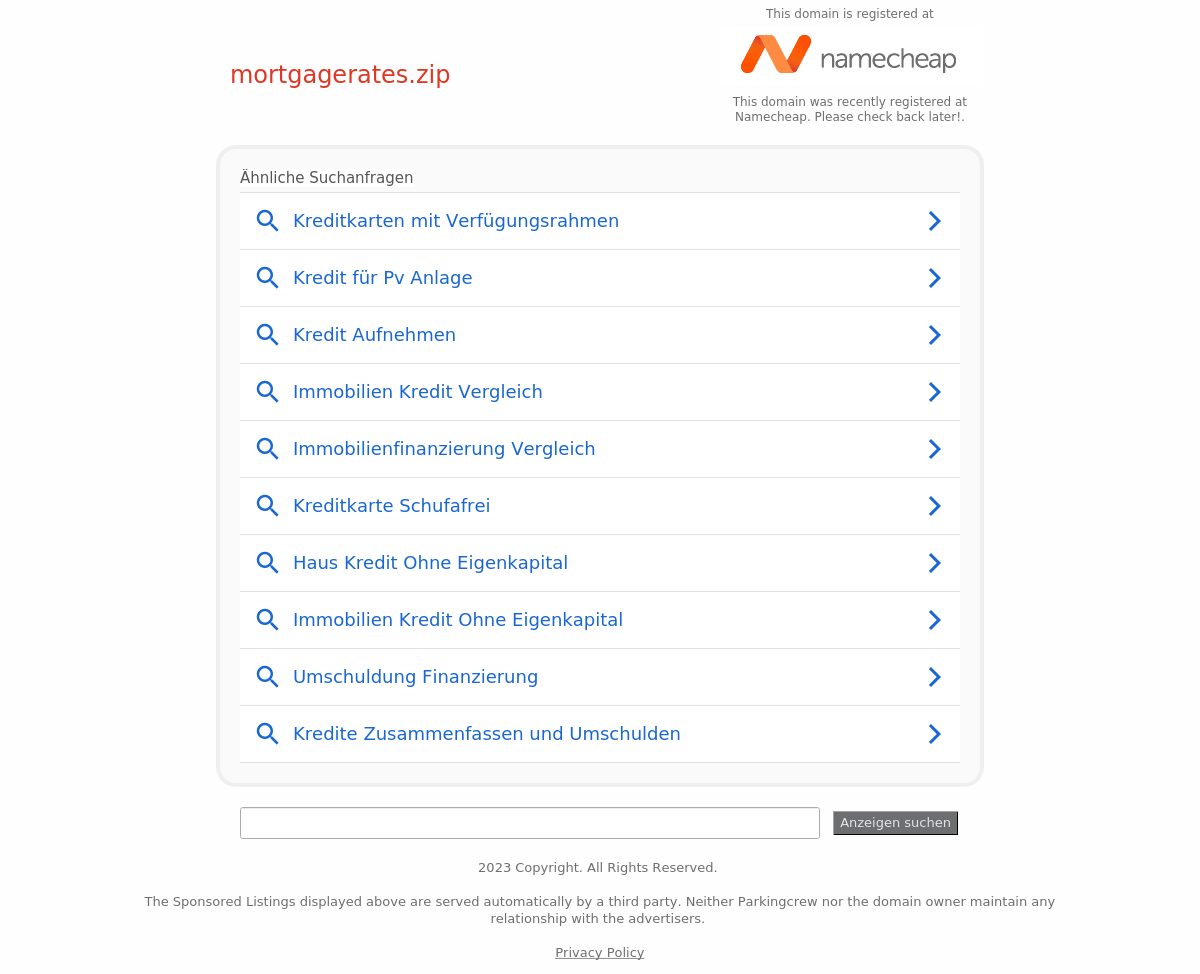 This domain is registered at
namecheap
mortgagerates.zip
This domain was recently registered at
Namecheap. Please check back later!.
Ähnliche Suchanfragen
Kreditkarten mit Verfügungsrahmen
Kredit für Pv Anlage
Kredit Aufnehmen
Immobilien Kredit Vergleich
Immobilienfinanzierung Vergleich
Kreditkarte Schufafrei
Haus Kredit Ohne Eigenkapital
Immobilien Kredit Ohne Eigenkapital
Umschuldung Finanzierung
Kredite Zusammenfassen und Umschulden
Anzeigen suchen
2023 Copyright. All Rights Reserved.
The Sponsored Listings displayed above are served automatically by a third party. Neither Parkingcrew nor the domain owner maintain any
relationship with the advertisers.
Privacy Policy